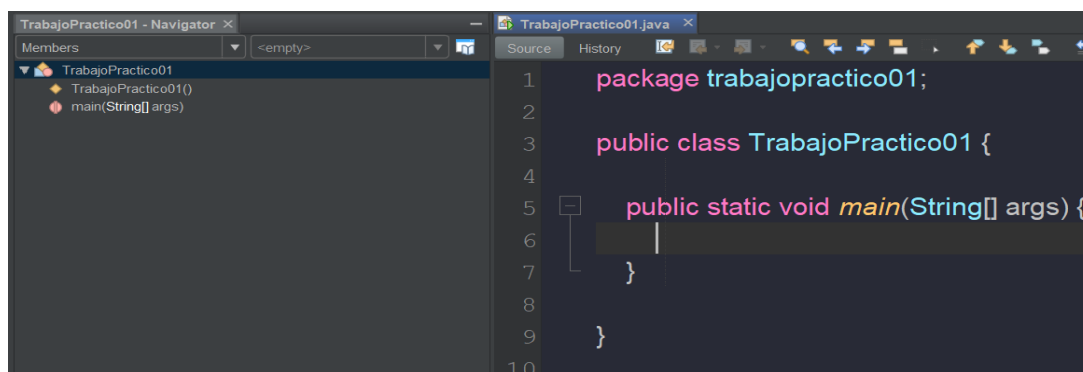 TrabajoPractico01 - Navigator ×
Members
<empty>
TrabajoPractico01
TrabajoPractico01()
main(String[] args)
TrabajoPractico01.java ×
Source History
1 package trabajopractico01;
2
3 public class TrabajoPractico01 {
4
5 public static void main(String[] args) {
6
7 }
8
9 }
10